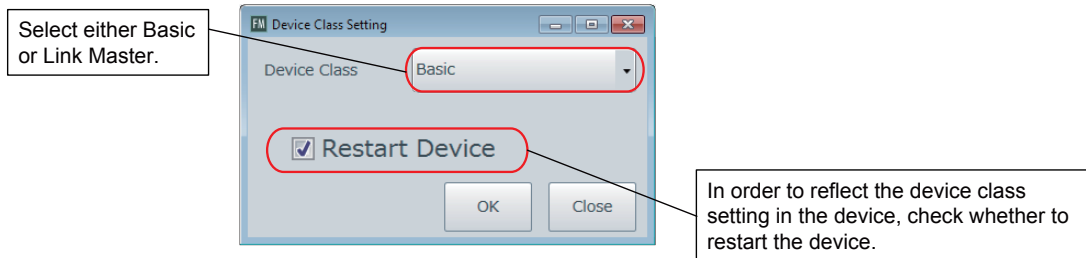 Select either Basic
or Link Master.
FM Device Class Setting
Device Class Basic
Restart Device
OK Close
In order to reflect the device class
setting in the device, check whether to
restart the device.